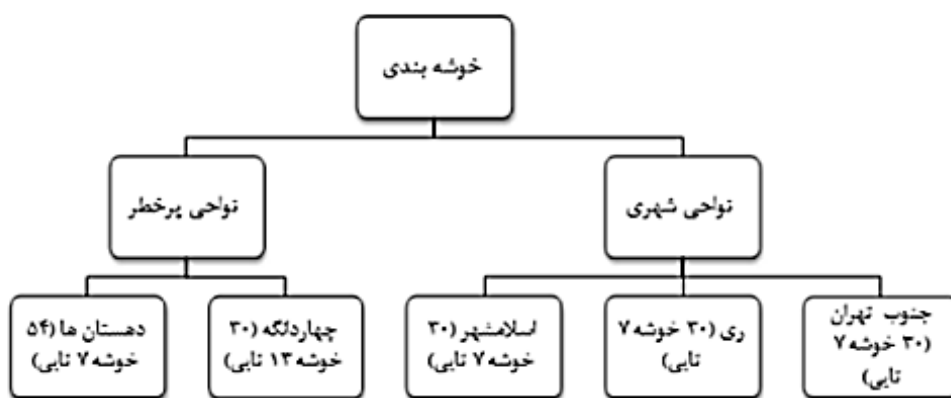 خوشه بندی
نواحی شهری
نواحی پرخطر
جنوب تهران
(۳۰ خوشه ۷
تایی)
ری (۳۰ خوشه ۷
تایی)
اسلامشهر (۳۰
خوشه ۷ تایی)
چهاردانگه (۳۰
خوشه ۱۳ تایی)
دهستان ها (۵۴
خوشه ۷ تایی)